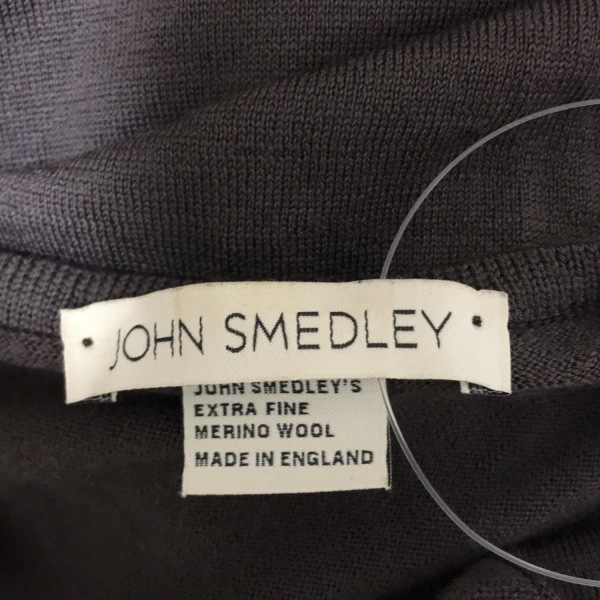 JOHN SMEDLEY
JOHN SMEDLEY'S
EXTRA FINE
MERINO WOOL
MADE IN ENGLAND